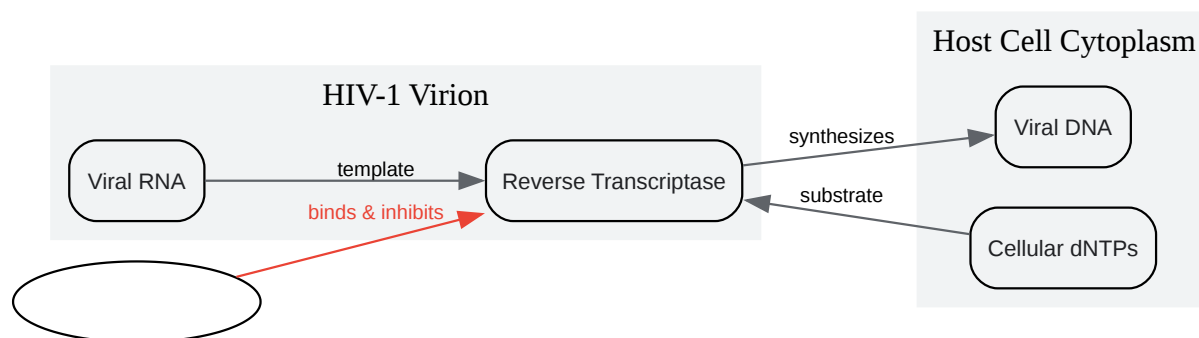 Host Cell Cytoplasm
HIV-1 Virion
Viral RNA
template
Reverse Transcriptase
synthesizes
Viral DNA
binds & inhibits
substrate
Cellular dNTPs